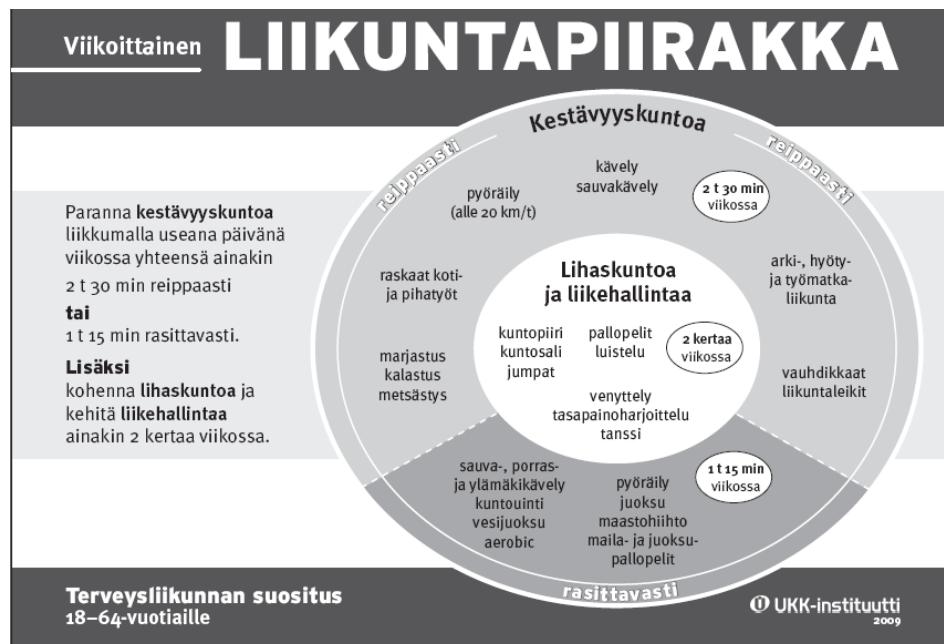 Viikoittainen
LIIKUNTAPIIRAKKA
Paranna kestävyyskuntoa
liikkumalla useana päivänä
viikossa yhteensä ainakin
2 t 30 min reippaasti
tai
1 t 15 min rasittavasti.
Lisäksi
kohenna lihaskuntoa ja
kehitä liikehallintaa
ainakin 2 kertaa viikossa.
Kestävyyskuntoa
reippaasti
reippaasti
kävely
sauvakävely
2 t 30 min
viikossa
pyöräily
(alle 20 km/t)
raskaat koti-
ja pihatyöt
arki-, hyöty-
ja työmatka-
liikunta
marjastus
kalastus
metsästys
vauhdikkaat
liikuntaleikit
Lihaskuntoa
ja liikehallintaa
kuntopiiri
kuntosali
jumpat
pallopelit
luistelu
2 kertaa
viikossa
venyttely
tasapainoharjoittelu
tanssi
sauva-, porras-
ja ylämäkikävely
kuntouinti
vesijuoksu
aerobic
pyöräily
juoksu
maastohiihto
maila- ja juoksu-
pallopelit
1 t 15 min
viikossa
rasittavasti
Terveysliikunnan suositus
18–64-vuotiaille
UKK-instituutti
2009